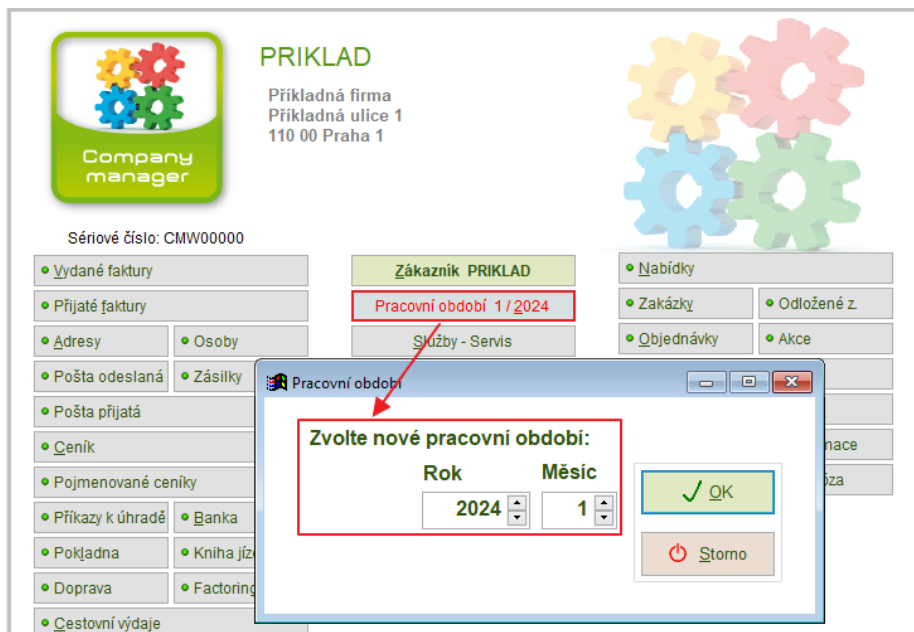 PRIKLAD
Příkladná firma
Příkladná ulice 1
110 00 Praha 1
Company
manager
Sériové číslo: CMW00000
Vydané faktury
Přijaté faktury
Adresy
Osoby
Pošta odeslaná
Zásilky
Pošta přijatá
Ceník
Pojmenované ceníky
Příkazy k úhradě
Banka
Pokladna
Kniha
Doprava
Factoring
Cestovní výdaje
Zákazník PRIKLAD
Pracovní období 1 / 2024
Služby - Servis
Nabídky
Zakázky
Odložené z.
Objednávky
Akce
Pracovní období
Zvolte nové pracovní období:
Rok
Měsíc
2024
1
OK
Storno